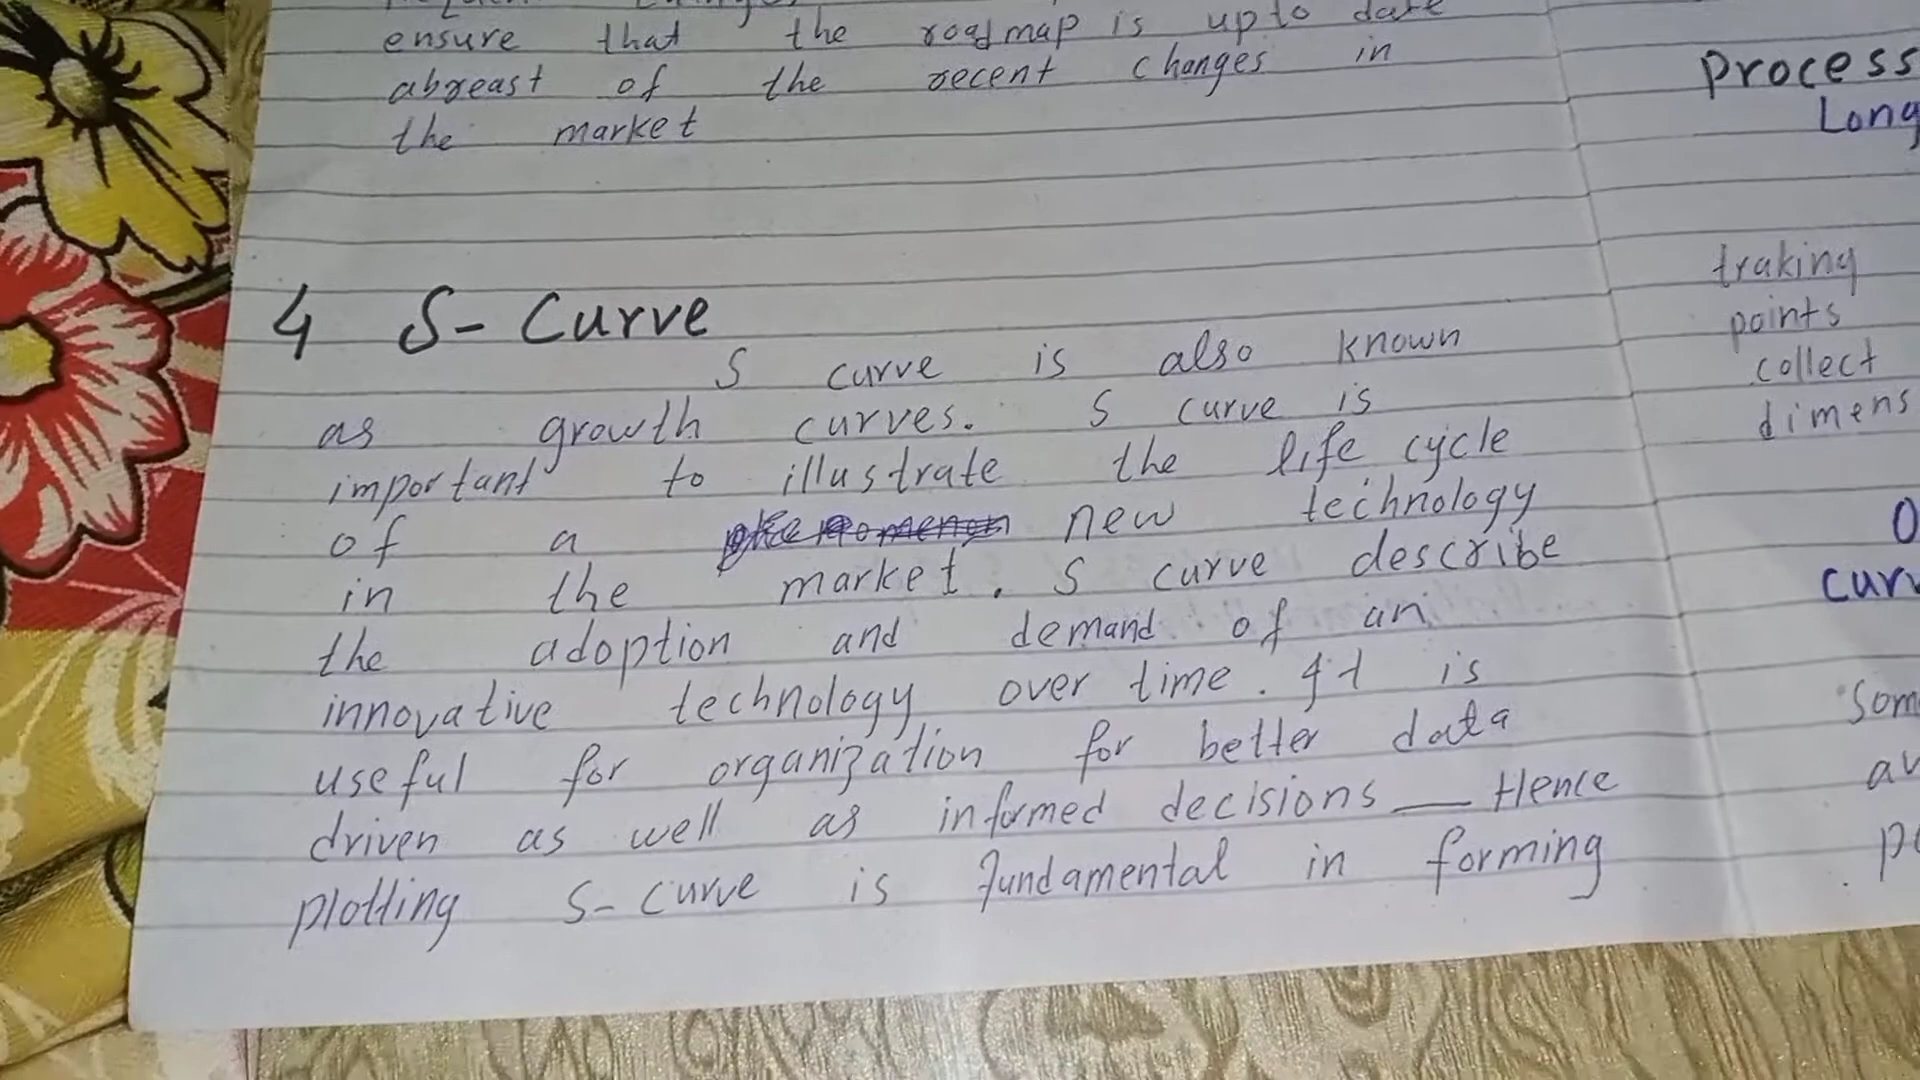 ensure that the roadmap is upto date
abreast of the recent changes in
the market
4 S- Curve
S curve is also known
as growth curves. S curve is
important to illustrate the life cycle
of a new technology
in the market. S curve describe
the adoption and demand of an
innovative technology over time. It is
useful for organization for better data
driven as well as informed decisions — Hence
plotting S- Curve is fundamental in forming
Process
Long
traking
points
collect
dimens
curv
Som